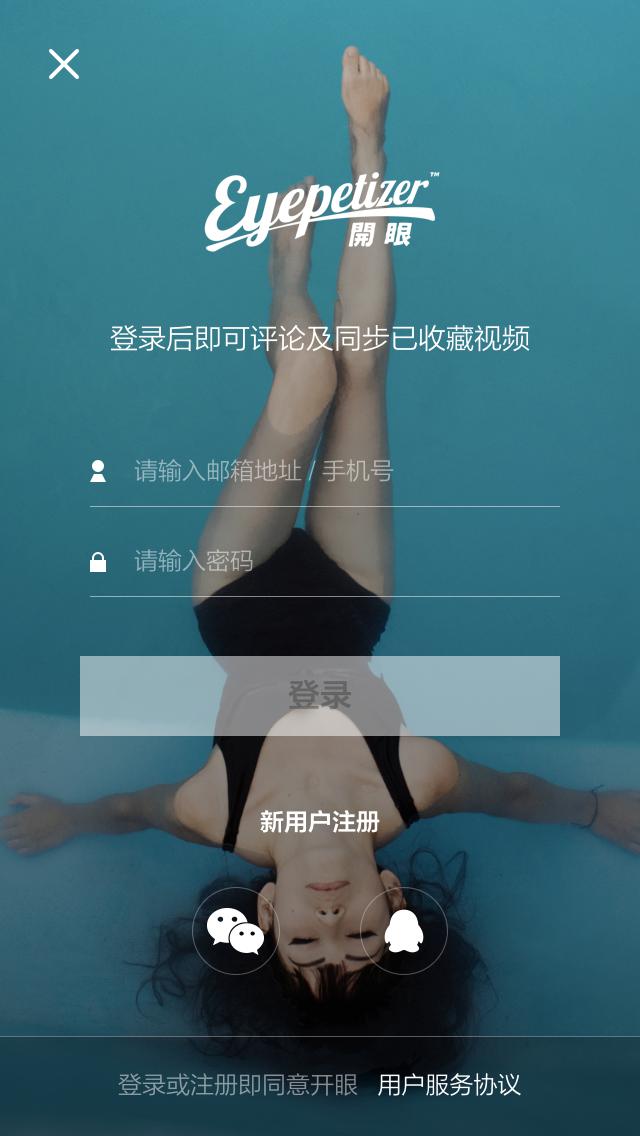 Eyepetizer™
開眼
登录后即可评论及同步已收藏视频
请输入邮箱地址 / 手机号
请输入密码
登录
新用户注册
登录或注册即同意开眼 用户服务协议